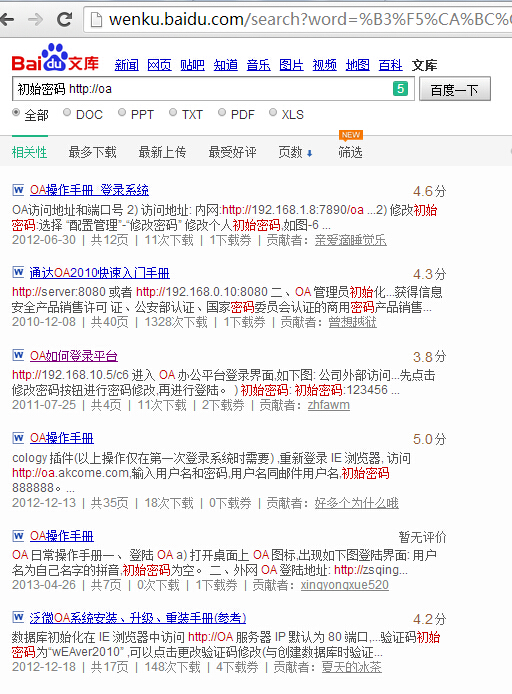 wenku.baidu.com/search?word=%B3%F5%CA%BC%C
Bai du 文库 新闻 网页 贴吧 知道 音乐 图片 视频 地图 百科 文库
初始密码 http://oa 5 百度一下
全部 DOC PPT TXT PDF XLS
NEW
相关性 最多下载 最新上传 最受好评 页数 筛选
OA操作手册_登录系统 4.6分
OA访问地址和端口号 2) 访问地址: 内网:http://192.168.1.8:7890/oa ...2) 修改初始
密码:选择 “配置管理”-“修改密码” 修改个人初始密码,如图-6 ...
2012-06-30 | 共12页 | 11次下载 | 1下载券 | 贡献者: 亲爱滴睡觉乐
通达OA2010快速入门手册 4.3分
http://server:8080 或者 http://192.168.0.10:8080 二、OA 管理员初始化...获得信息
安全产品销售许可 证、公安部认证、国家密码委员会认证的商用密码产品销售...
2010-12-08 | 共40页 | 1328次下载 | 1下载券 | 贡献者: 曾想越狱
OA如何登录平台 3.8分
http://192.168.10.5/c6 进入 OA 办公平台登录界面,如下图: 公司外部访问...先点击
修改密码按钮进行密码修改,再进行登陆。 ) 初始密码: 初始密码:123456 ...
2011-07-25 | 共4页 | 11次下载 | 2下载券 | 贡献者: zhfawm
OA操作手册 5.0分
cology 插件(以上操作仅在第一次登录系统时需要) ,重新登录 IE 浏览器, 访问
http://oa.akcome.com,输入用户名和密码,用户名同邮件用户名,初始密码
888888。...
2012-12-13 | 共35页 | 18次下载 | 0下载券 | 贡献者: 好多个为什么哦
OA操作手册 暂无评价
OA 日常操作手册一、 登陆 OA a) 打开桌面上 OA 图标,出现如下图登陆界面: 用户
名为自己名字的拼音,初始密码为空。 二、外网 OA 登陆地址: http://zsqing...
2013-04-26 | 共7页 | 0次下载 | 1下载券 | 贡献者: xingyongxue520
泛微OA系统安装、升级、重装手册(参考) 4.2分
数据库初始化在 IE 浏览器中访问 http://OA 服务器 IP 默认为 80 端口,...验证码初始
密码为“wEAver2010” ,可以点击更改验证码修改(与创建数据库时验证...
2012-12-18 | 共17页 | 148次下载 | 4下载券 | 贡献者: 夏天的冰茶